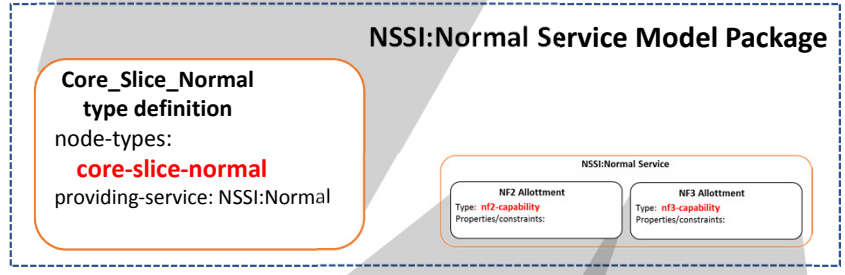 NSSI:Normal Service Model Package
Core_Slice_Normal
type definition
node-types:
core-slice-normal
providing-service: NSSI:Normal
NSSI:Normal Service
NF2 Allottment
Type: nf2-capability
Properties/constraints:
NF3 Allottment
Type: nf3-capability
Properties/constraints: